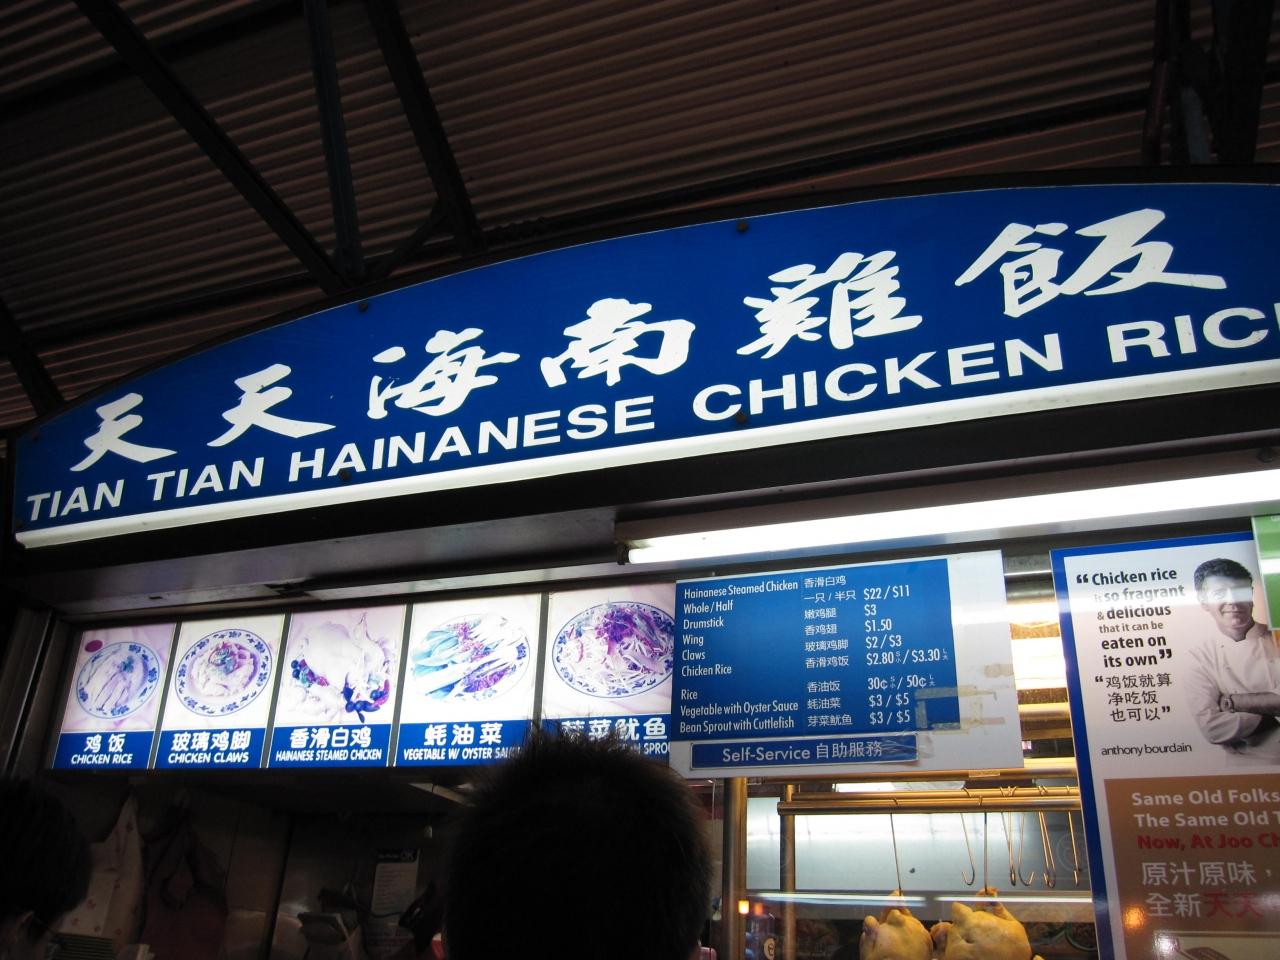 天天海南雞飯
TIAN TIAN HAINANESE CHICKEN
鸡饭
CHICKEN RICE
玻璃鸡脚
CHICKEN CLAWS
香滑白鸡
HAINANESE STEAMED CHICKEN
蚝油菜
VEGETABLE W/ OYSTER
菜魷鱼
Hainanese Steamed Chicken 香滑白鸡
Whole / Half 一只 / 半只 $22 / $11
Drumstick 嫩鸡腿 $3
Wing 香鸡翅 $1.50
Claws 玻璃鸡脚 $2 / $3
Chicken Rice 香滑鸡饭 $2.80 / $3.30
Rice 香油饭 30¢ / 50¢
Vegetable with Oyster Sauce 蚝油菜 $3 / $5
Bean Sprout with Cuttlefish 芽菜魷鱼 $3 / $5
Self-Service 自助服務
“Chicken rice
is so fragrant
& delicious
that it can be
eaten on
its own”
“鸡饭就算
净吃饭
也可以”
anthony bourdain
Same Old Folks
The Same Old
Now, At Joo
原汁原味，
全新天天